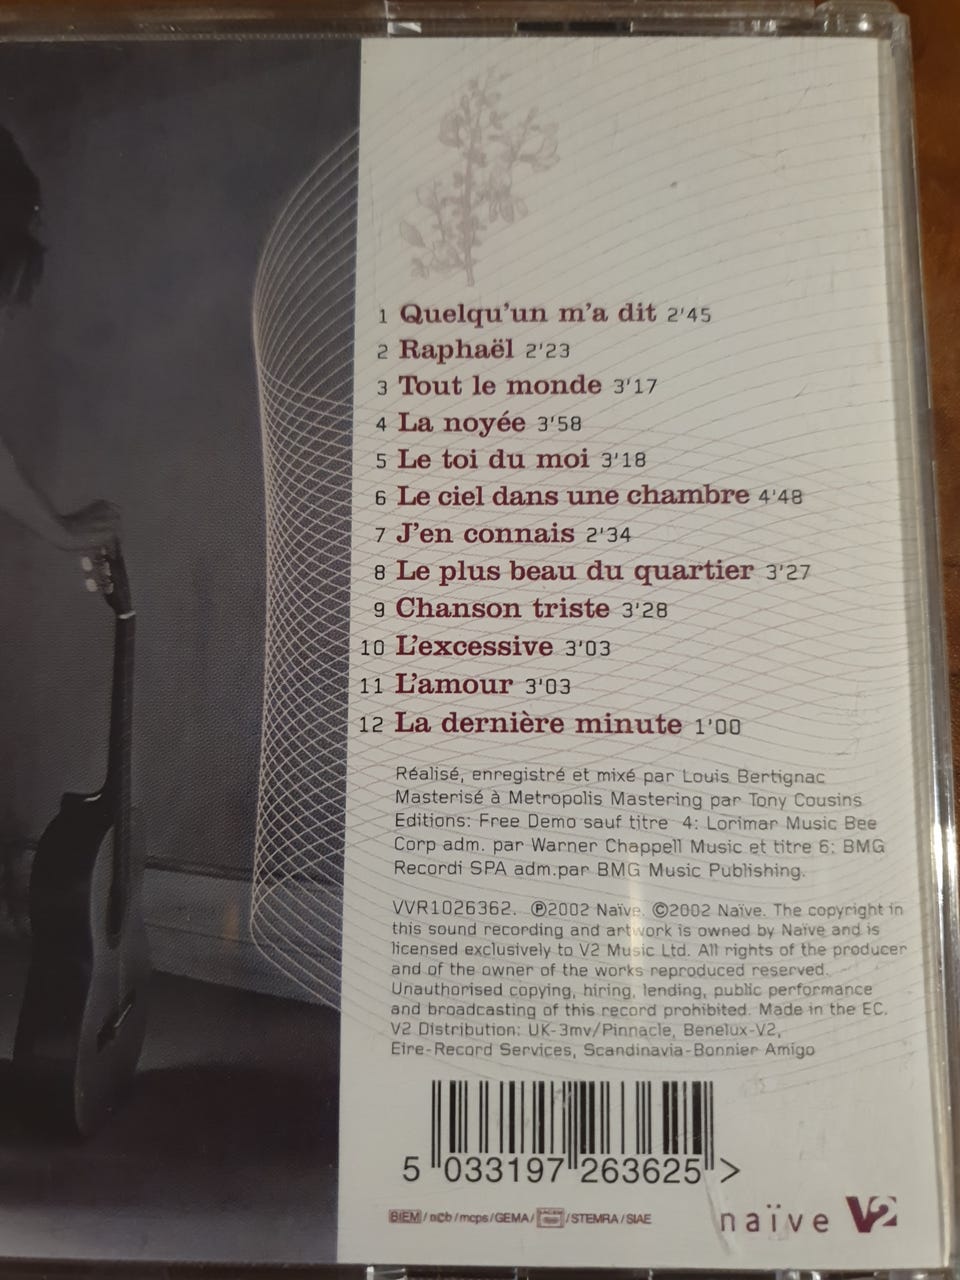 1 Quelqu'un m'a dit 2'45
2 Raphaël 2'23
3 Tout le monde 3'17
4 La noyée 3'58
5 Le toi du moi 3'18
6 Le ciel dans une chambre 4'48
7 J'en connais 2'34
8 Le plus beau du quartier 3'27
9 Chanson triste 3'28
10 L'excessive 3'03
11 L'amour 3'03
12 La dernière minute 1'00
Réalisé, enregistré et mixé par Louis Bertignac
Masterisé à Metropolis Mastering par Tony Cousins
Editions: Free Demo sauf titre 4: Lorimar Music Bee
Corp adm. par Warner Chappell Music et titre 6: BMG
Recordi SPA adm.par BMG Music Publishing.
VVR1026362. ℗2002 Naïve. ©2002 Naïve. The copyright in
this sound recording and artwork is owned by Naïve and is
licensed exclusively to V2 Music Ltd. All rights of the producer
and of the owner of the works reproduced reserved.
Unauthorised copying, hiring, lending, public performance
and broadcasting of this record prohibited. Made in the EC.
V2 Distribution: UK-3mv/Pinnacle, Benelux-V2,
Eire-Record Services, Scandinavia-Bonnier Amigo
5 033197 263625 >
BIEM / ncb / mcps / GEMA / SACEM / STEMRA / SIAE
naïve V2